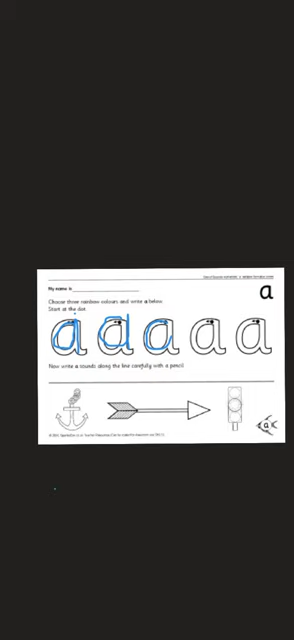 a
My name is
Choose three rainbow colours and write a below.
Start at the dot.
a a a a a
Now write a sounds along the line carefully with a pencil
a